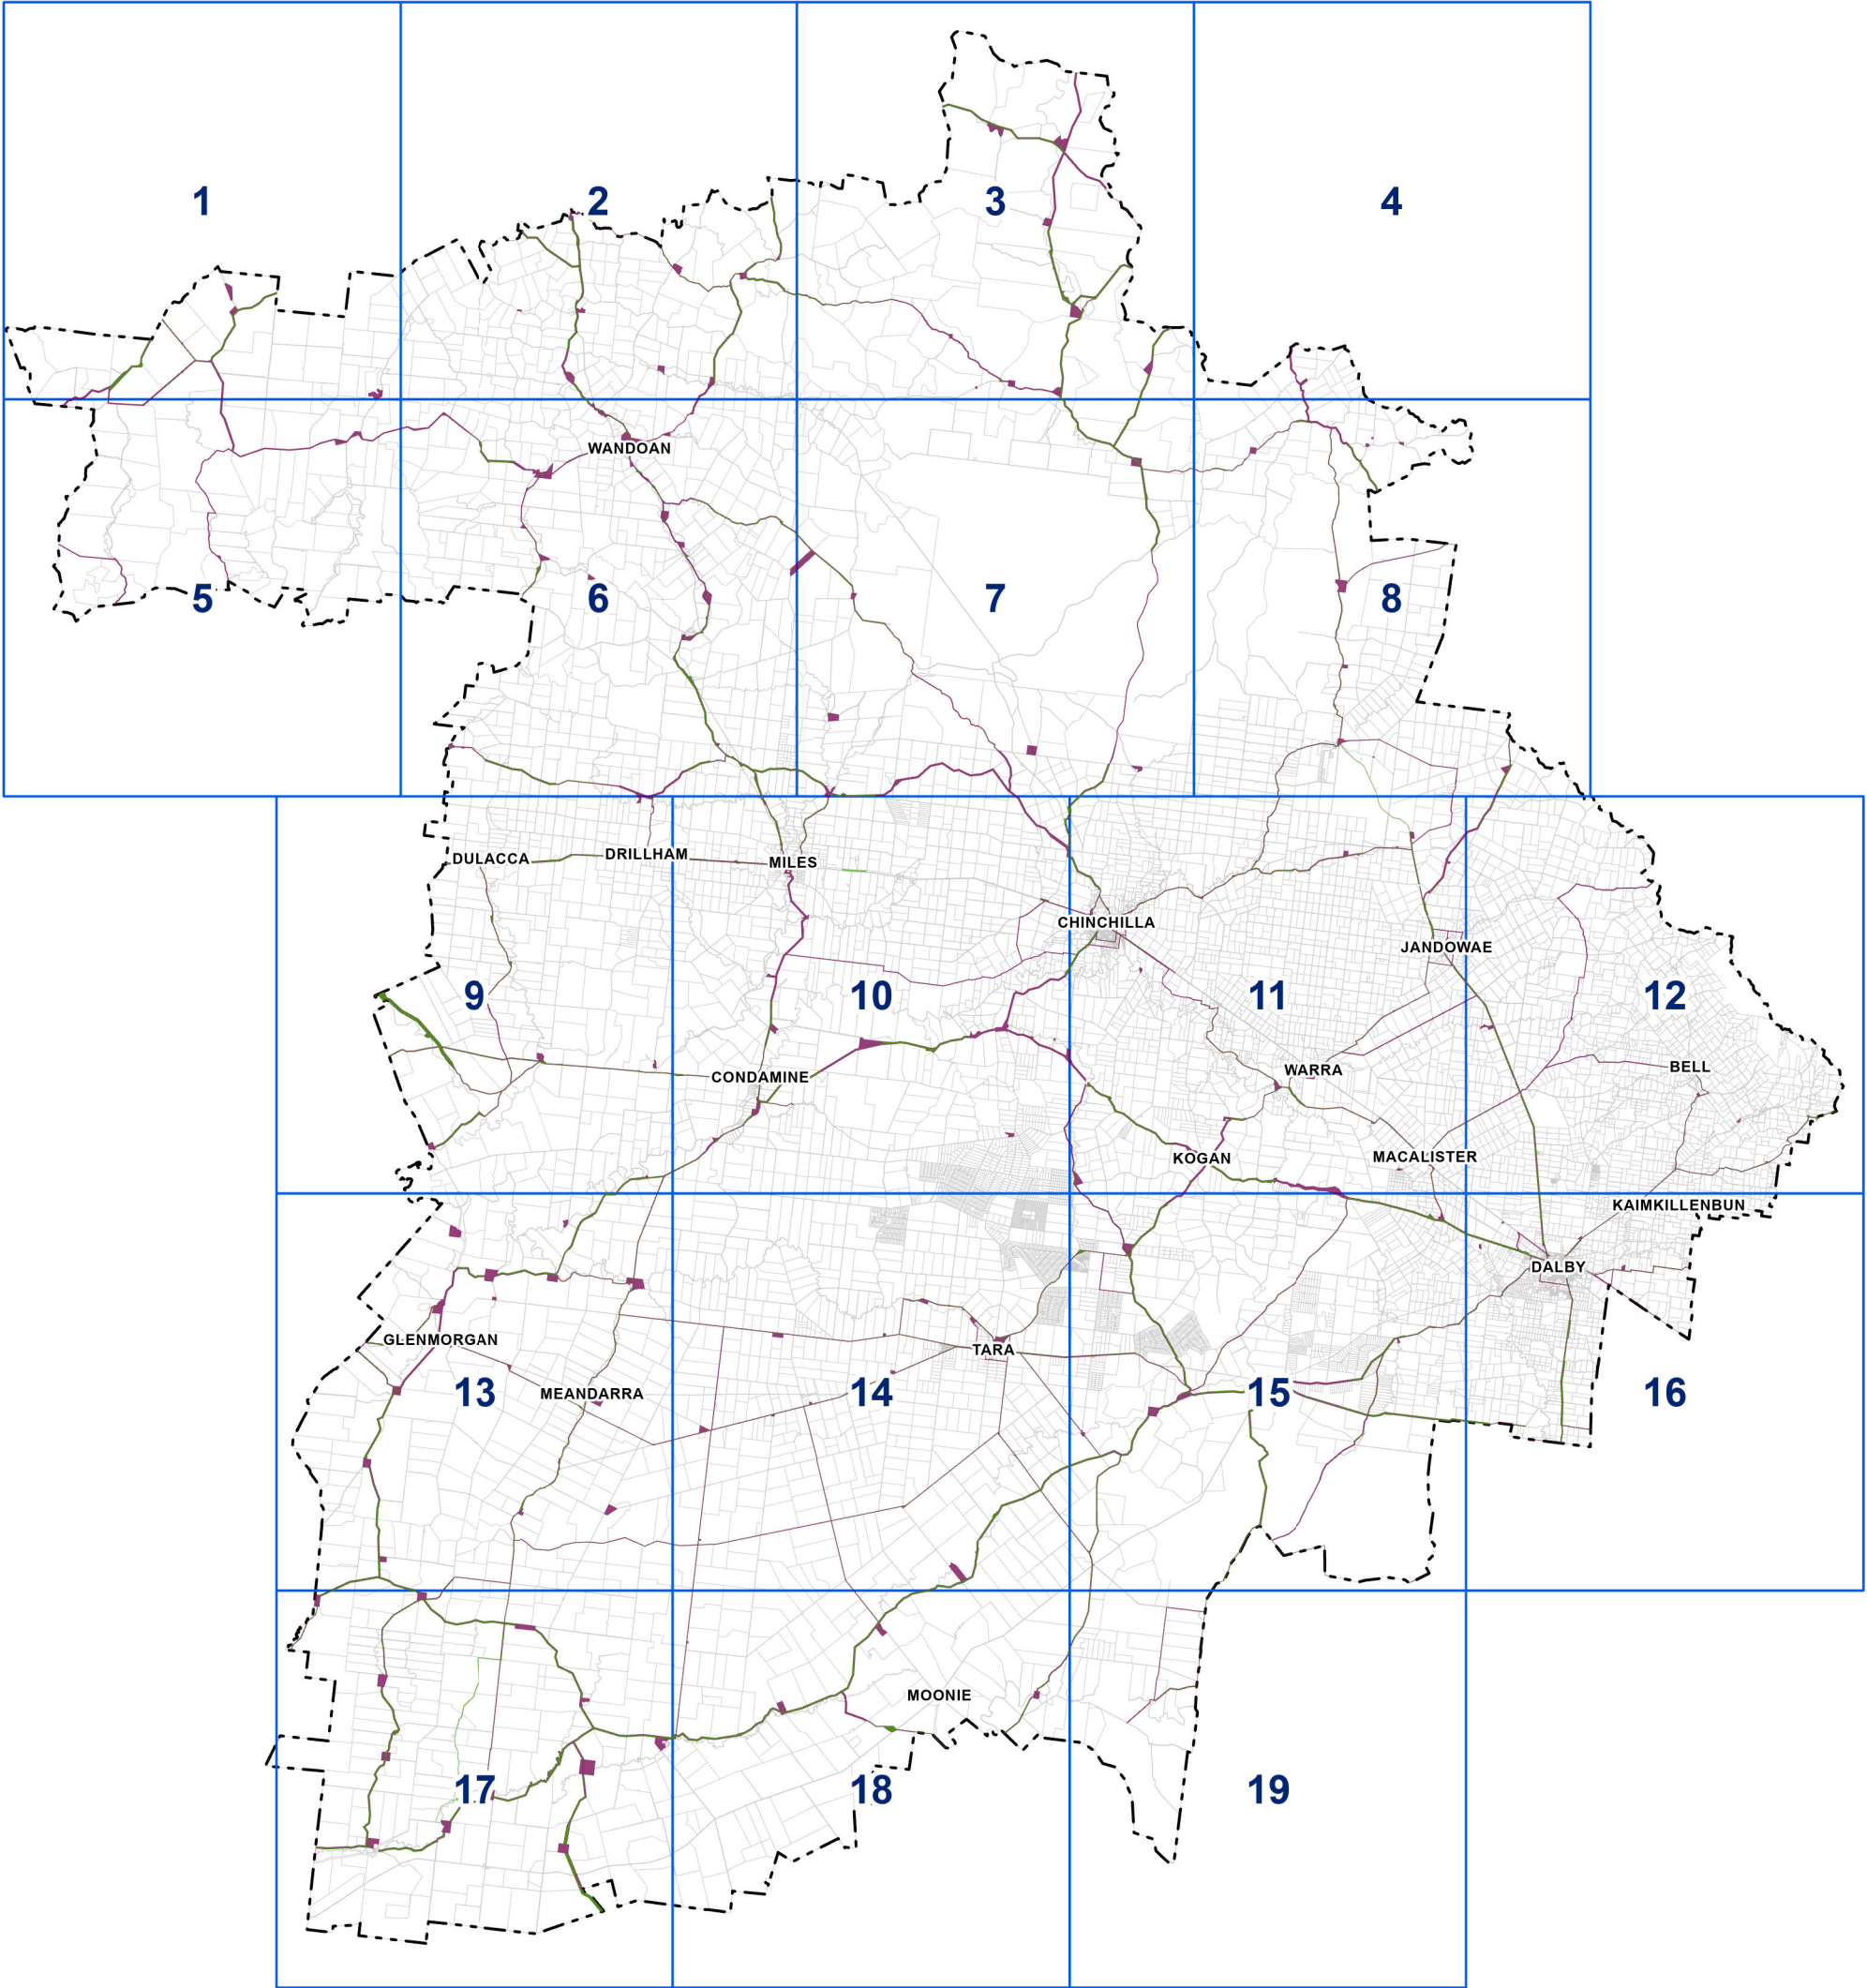 1
2
3
4
WANDOAN
5
6
7
8
DULACCA
DRILLHAM
MILES
CHINCHILLA
JANDOWAE
9
10
11
12
CONDAMINE
WARRA
BELL
KOGAN
MACALISTER
KAIMKILLENBUN
DALBY
GLENMORGAN
TARA
13
MEANDARRA
14
15
16
MOONIE
17
18
19